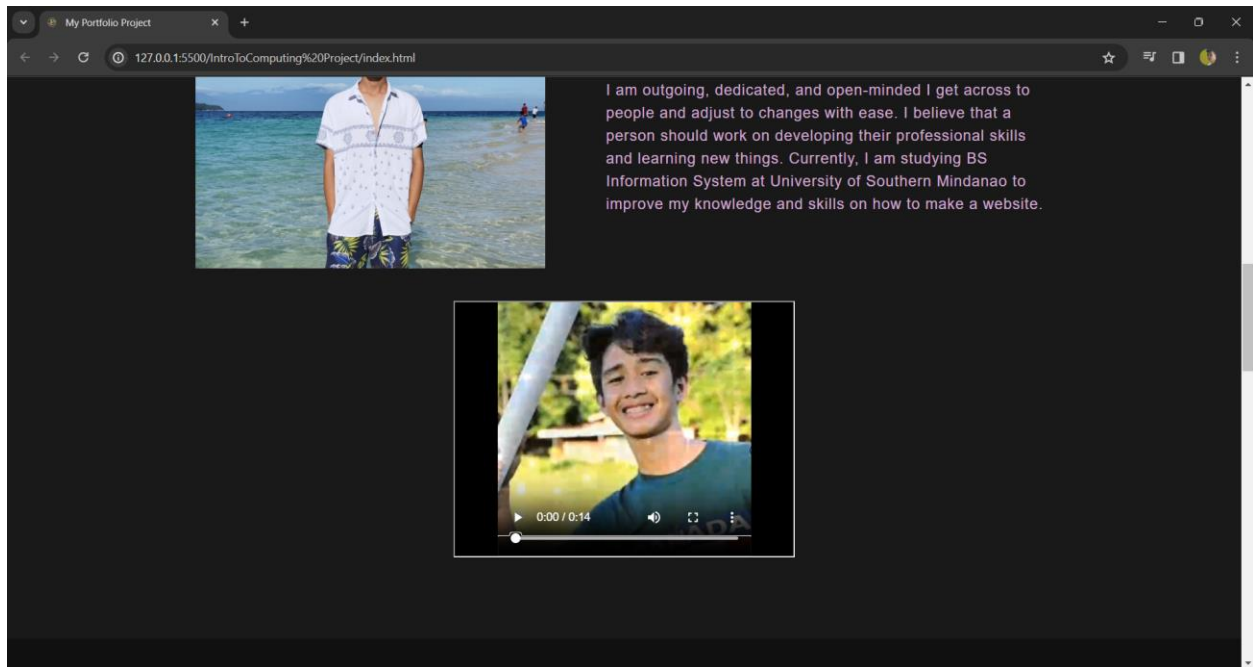 My Portfolio Project
127.0.0.1:5500/IntroToComputing%20Project/index.html
I am outgoing, dedicated, and open-minded I get across to
people and adjust to changes with ease. I believe that a
person should work on developing their professional skills
and learning new things. Currently, I am studying BS
Information System at University of Southern Mindanao to
improve my knowledge and skills on how to make a website.
0:00 / 0:14